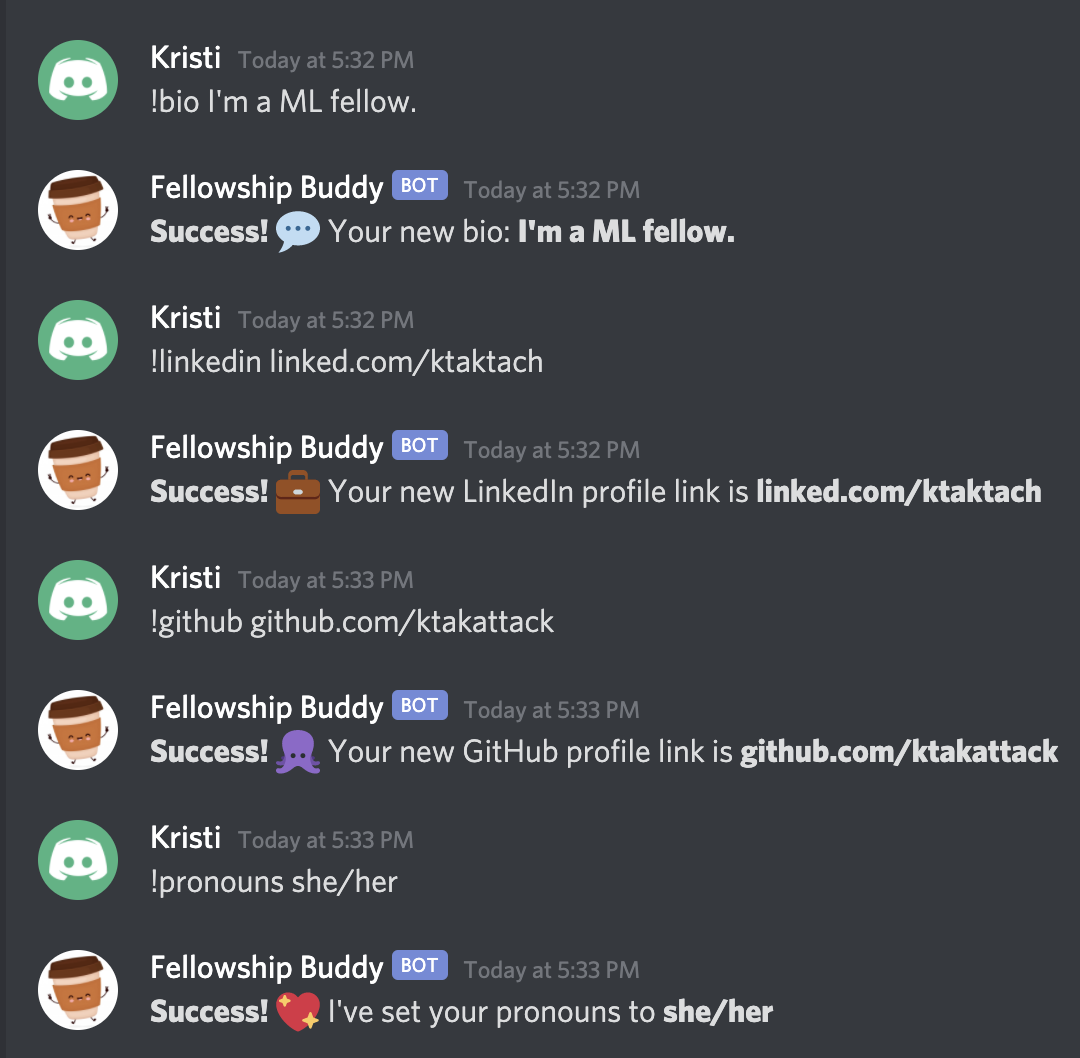 Kristi Today at 5:32 PM
!bio I'm a ML fellow.
Fellowship Buddy BOT Today at 5:32 PM
Success! 💬 Your new bio: I'm a ML fellow.
Kristi Today at 5:32 PM
!linkedin linked.com/ktaktach
Fellowship Buddy BOT Today at 5:32 PM
Success! 💼 Your new LinkedIn profile link is linked.com/ktaktach
Kristi Today at 5:33 PM
!github github.com/ktakattack
Fellowship Buddy BOT Today at 5:33 PM
Success! 🐙 Your new GitHub profile link is github.com/ktakattack
Kristi Today at 5:33 PM
!pronouns she/her
Fellowship Buddy BOT Today at 5:33 PM
Success! 💖 I've set your pronouns to she/her